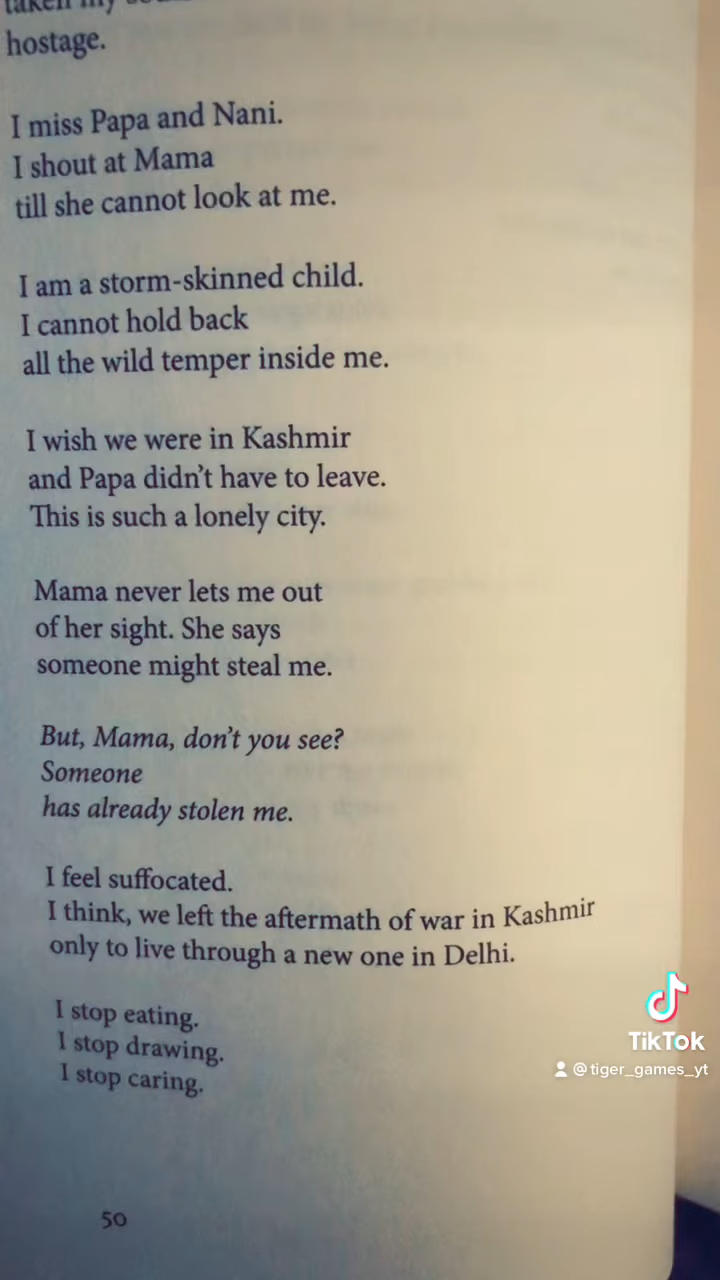 taken my
hostage.
I miss Papa and Nani.
I shout at Mama
till she cannot look at me.
I am a storm-skinned child.
I cannot hold back
all the wild temper inside me.
I wish we were in Kashmir
and Papa didn't have to leave.
This is such a lonely city.
Mama never lets me out
of her sight. She says
someone might steal me.
But, Mama, don't you see?
Someone
has already stolen me.
I feel suffocated.
I think, we left the aftermath of war in Kashmir
only to live through a new one in Delhi.
I stop eating.
I stop drawing.
I stop caring.
50
TikTok
@tiger_games_yt